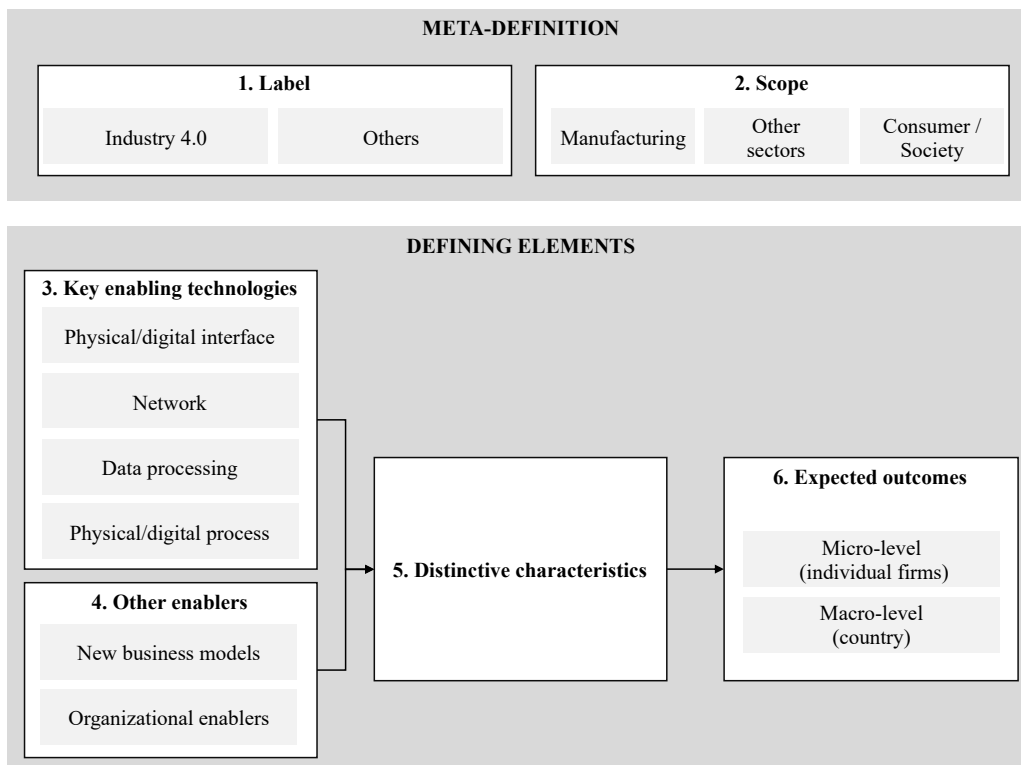 META-DEFINITION
1. Label
Industry 4.0
Others
2. Scope
Manufacturing
Other
sectors
Consumer /
Society
DEFINING ELEMENTS
3. Key enabling technologies
Physical/digital interface
Network
Data processing
Physical/digital process
4. Other enablers
New business models
Organizational enablers
5. Distinctive characteristics
6. Expected outcomes
Micro-level
(individual firms)
Macro-level
(country)